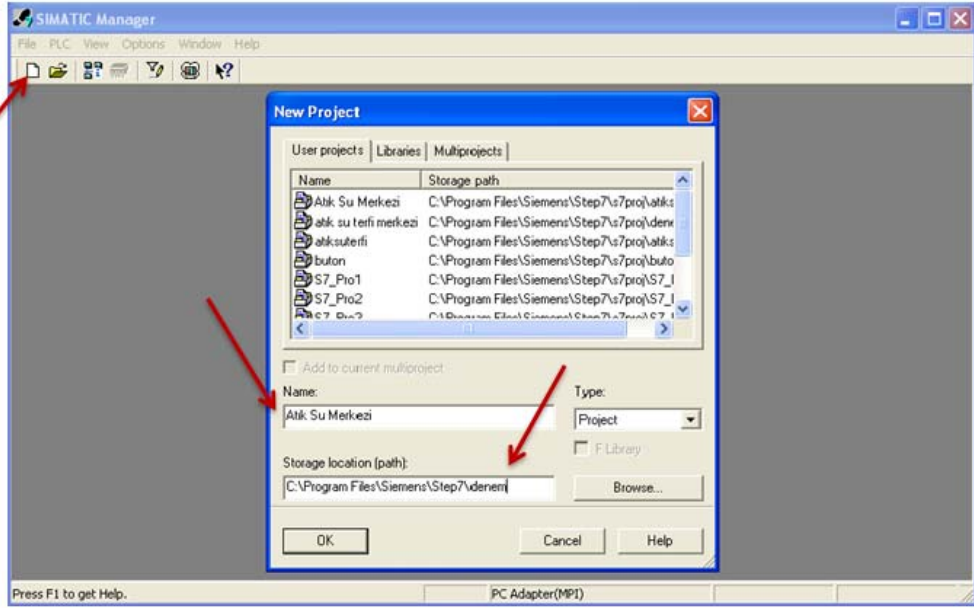 SIMATIC Manager
File PLC View Options Window Help
New Project
User projects Libraries Multiprojects
Name Storage path
Atık Su Merkezi C:\Program Files\Siemens\Step7\s7proj\atiks
atık su terfi merkezi C:\Program Files\Siemens\Step7\s7proj\dene
atiksuterfi C:\Program Files\Siemens\Step7\s7proj\atiks
buton C:\Program Files\Siemens\Step7\s7proj\buto
S7_Pro1 C:\Program Files\Siemens\Step7\s7proj\S7_
S7_Pro2 C:\Program Files\Siemens\Step7\s7proj\S7_
Add to current multiproject
Name: Type:
Atık Su Merkezi Project
F Library
Storage location (path):
C:\Program Files\Siemens\Step7\denem Browse...
OK Cancel Help
Press F1 to get Help. PC Adapter(MPI)